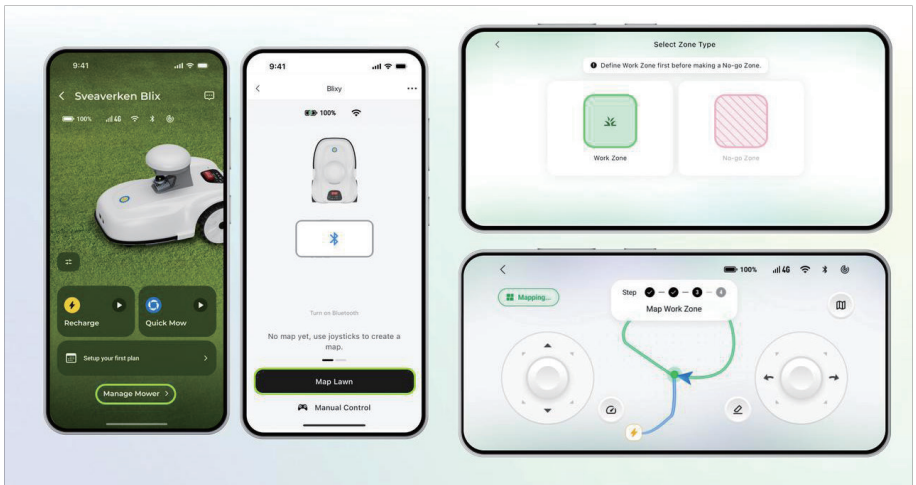 9:41
Sveaverken Blix
100%
4G
Recharge
Quick Mow
Setup your first plan
Manage Mower >
9:41
Blixy
100%
Turn on Bluetooth
No map yet, use joysticks to create a
map.
Map Lawn
Manual Control
Select Zone Type
Define Work Zone first before making a No-go Zone.
Work Zone
No-go Zone
100%
4G
Mapping...
Step 3 4
Map Work Zone